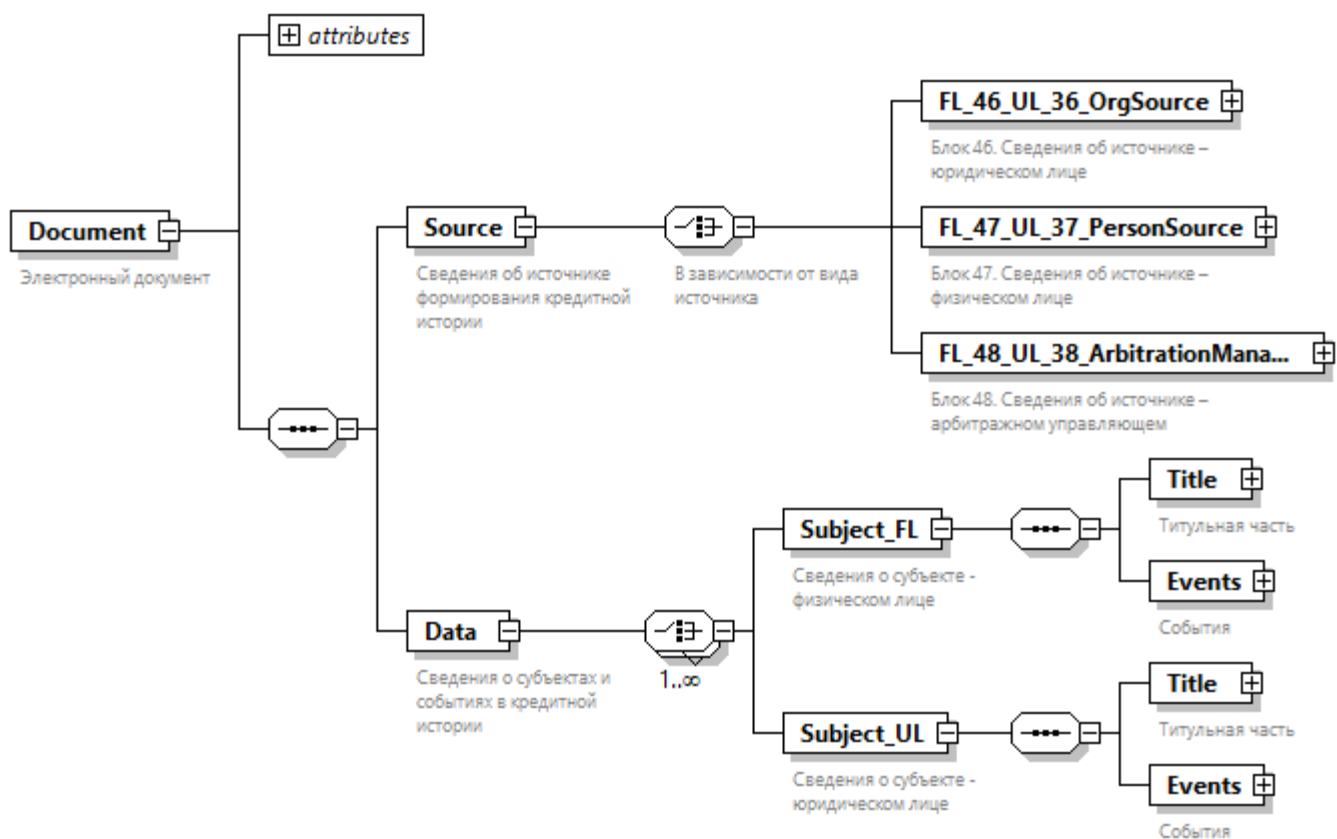 attributes
FL_46_UL_36_OrgSource
Блок 46. Сведения об источнике –
юридическом лице
Document
Электронный документ
Source
Сведения об источнике
формирования кредитной
истории
В зависимости от вида
источника
FL_47_UL_37_PersonSource
Блок 47. Сведения об источнике –
физическом лице
FL_48_UL_38_ArbitrationMana...
Блок 48. Сведения об источнике –
арбитражном управляющем
Data
Сведения о субъектах и
событиях в кредитной
истории
1..∞
Subject_FL
Сведения о субъекте -
физическом лице
Title
Титульная часть
Events
События
Subject_UL
Сведения о субъекте -
юридическом лице
Title
Титульная часть
Events
События